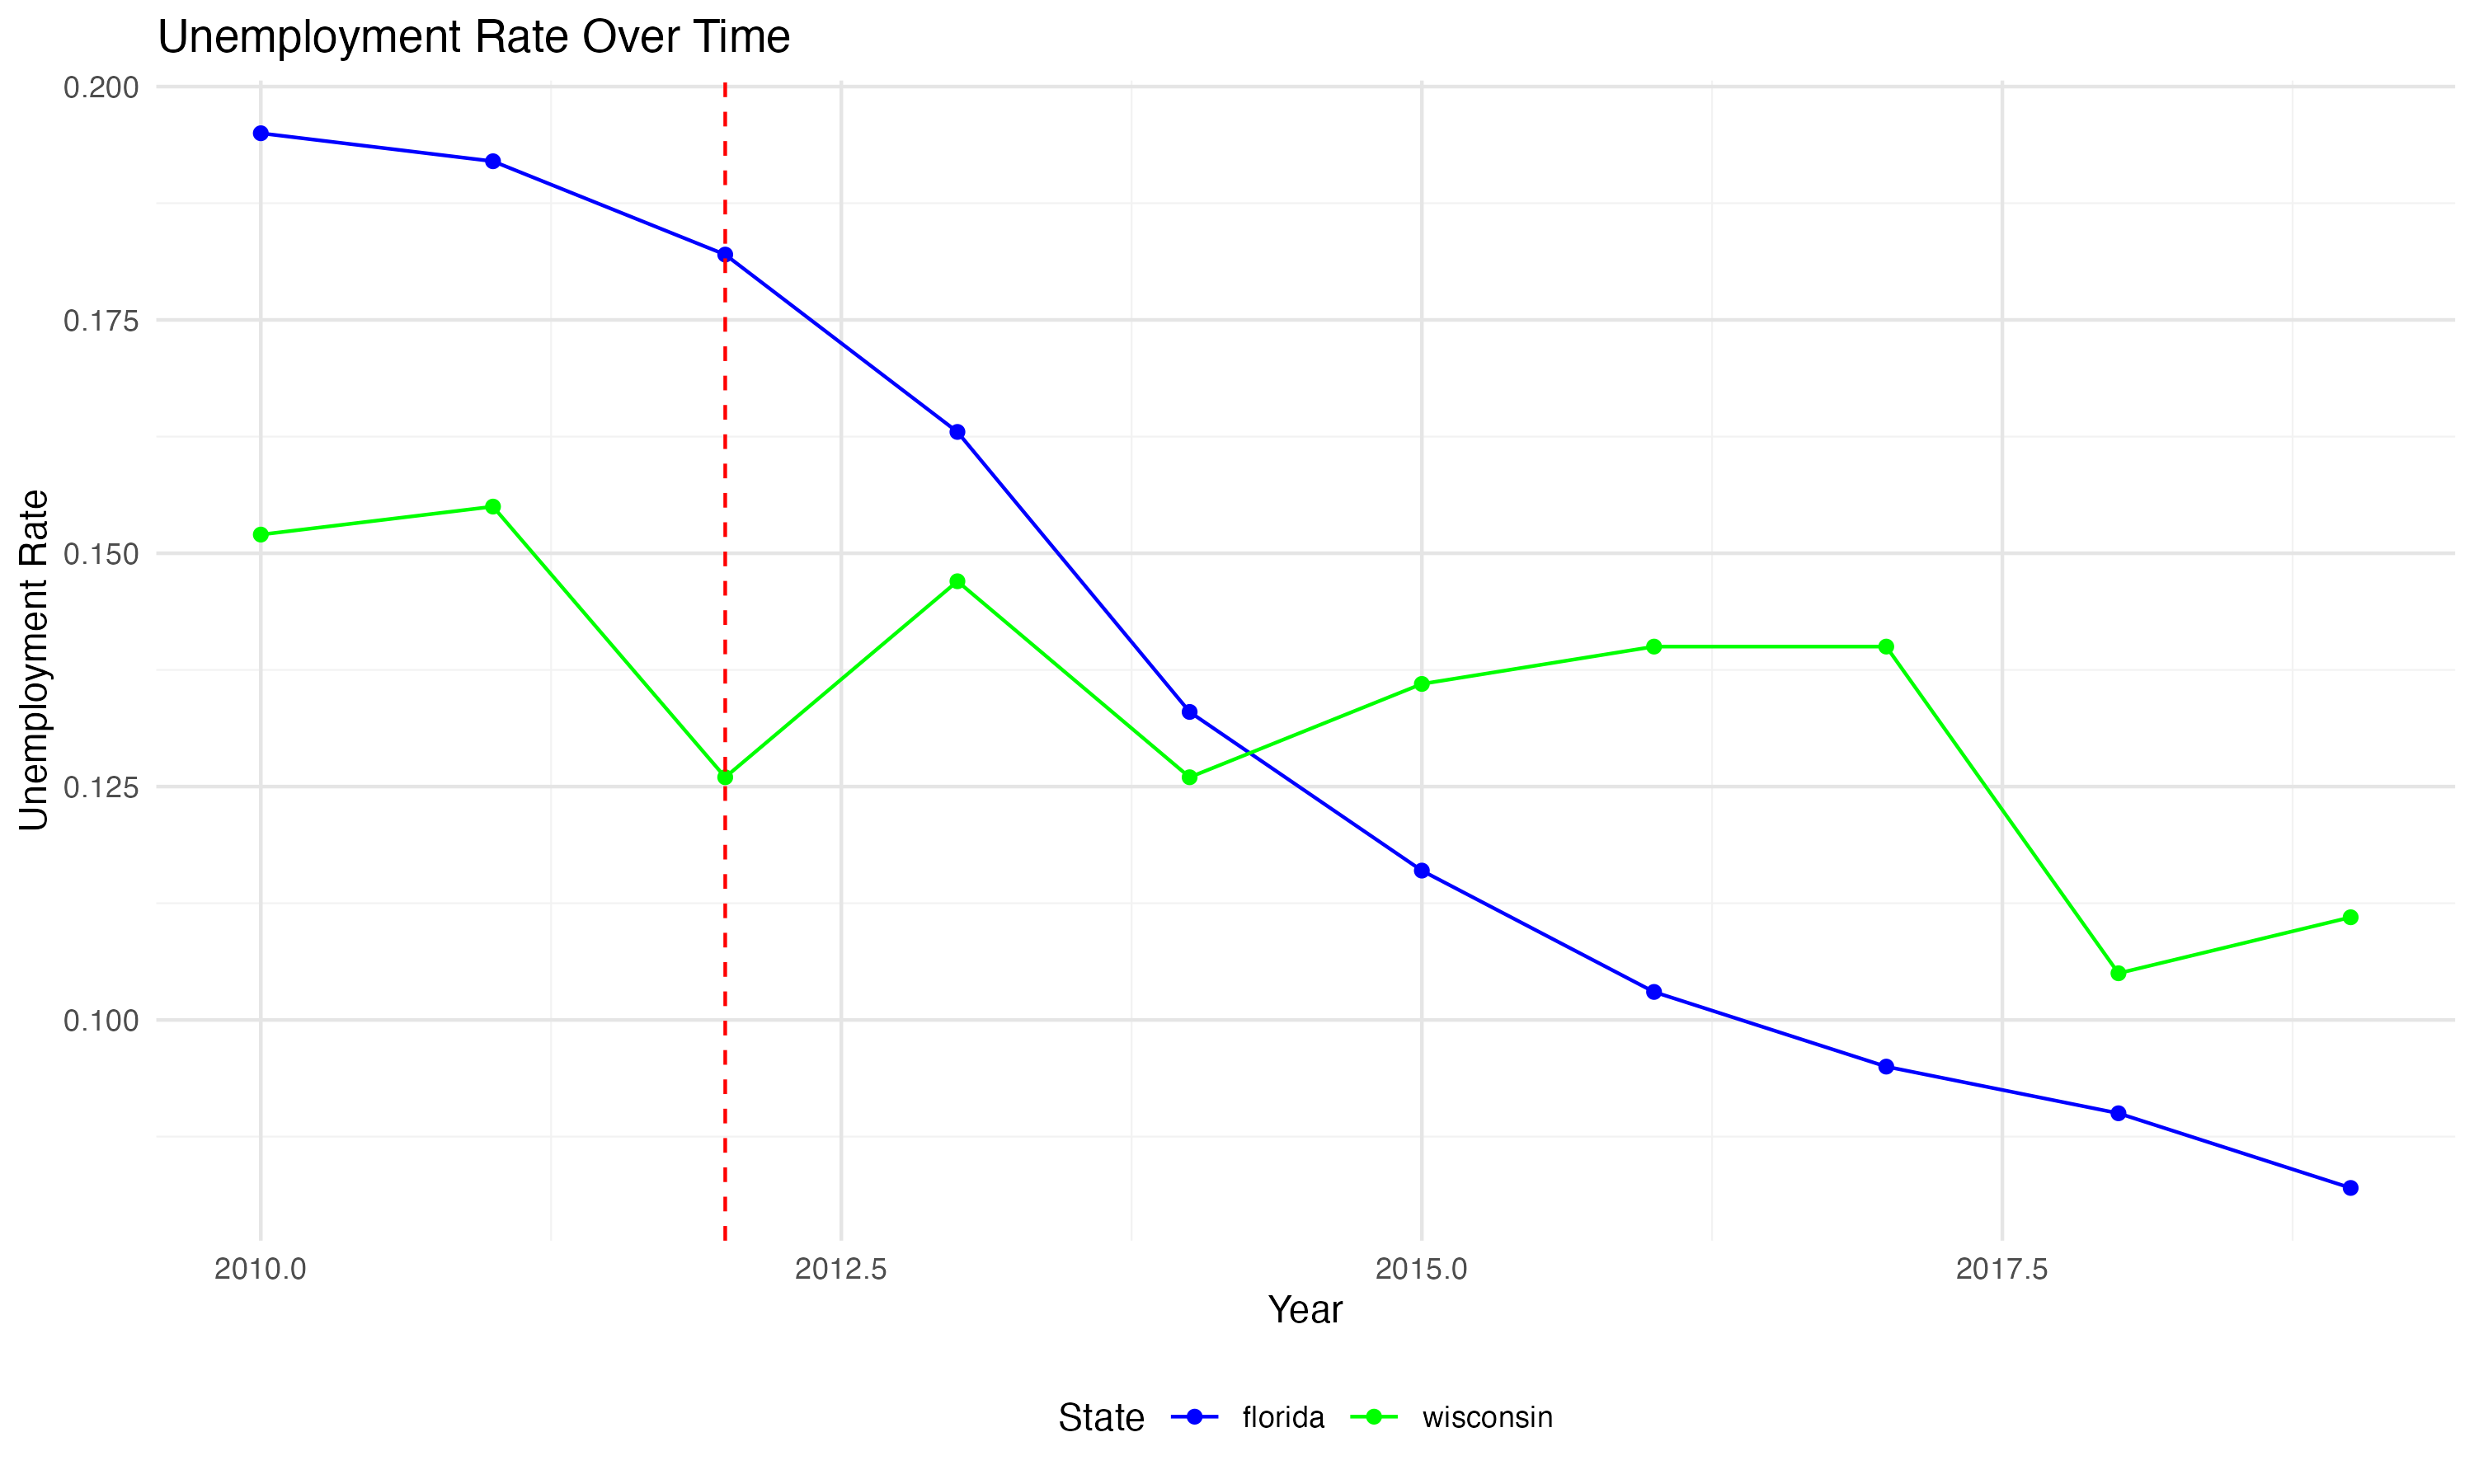 Unemployment Rate Over Time
Unemployment Rate
0.200
0.175
0.150
0.125
0.100
2010.0 2012.5 2015.0 2017.5
Year
State florida wisconsin